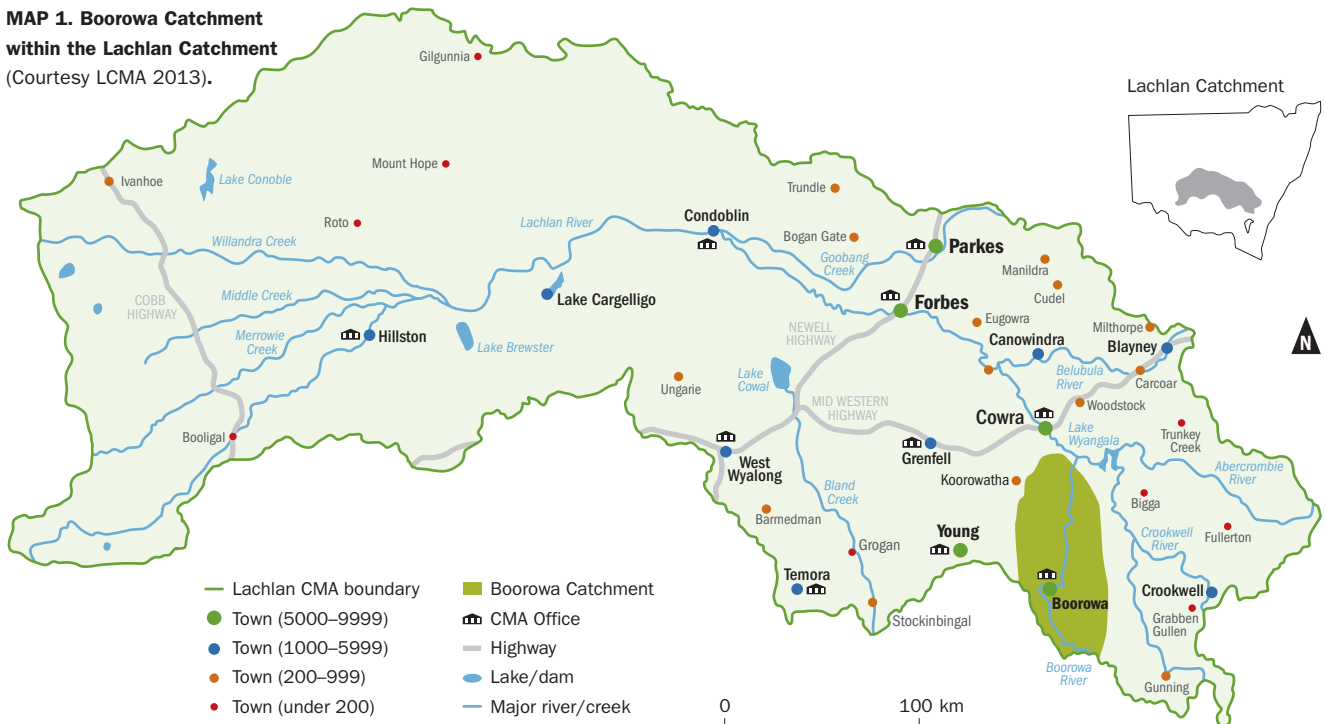 MAP 1. Boorowa Catchment
within the Lachlan Catchment
(Courtesy LCMA 2013).
Lachlan Catchment
Gilgunnia
Mount Hope
Ivanhoe
Lake Conoble
Trundle
Roto
Lachlan River
Condoblin
Bogan Gate
Parkes
Willandra Creek
Goobang
Creek
Manildra
Cudel
Middle Creek
COBB
HIGHWAY
Lake Cargelligo
Forbes
Eugowra
N
Merrowie
Creek
Hillston
Lake Brewster
NEWELL
HIGHWAY
Canowindra
Milthorpe
Blayney
Lake
Cowal
Belubula
River
Carcoar
Ungarie
MID WESTERN
HIGHWAY
Woodstock
Cowra
Lake
Wyangala
Trunkey
Creek
Booligal
West
Wyalong
Grenfell
Abercrombie
River
Koorowatha
Bland
Creek
Bigga
Barmedman
Young
Crookwell
River
Fullerton
Grogan
Temora
Boorowa
Crookwell
Grabben
Gullen
Stockinbingal
Boorowa
River
Gunning
Lachlan CMA boundary
Town (5000–9999)
Town (1000–5999)
Town (200–999)
Town (under 200)
Boorowa Catchment
CMA Office
Highway
Lake/dam
Major river/creek
0 100 km